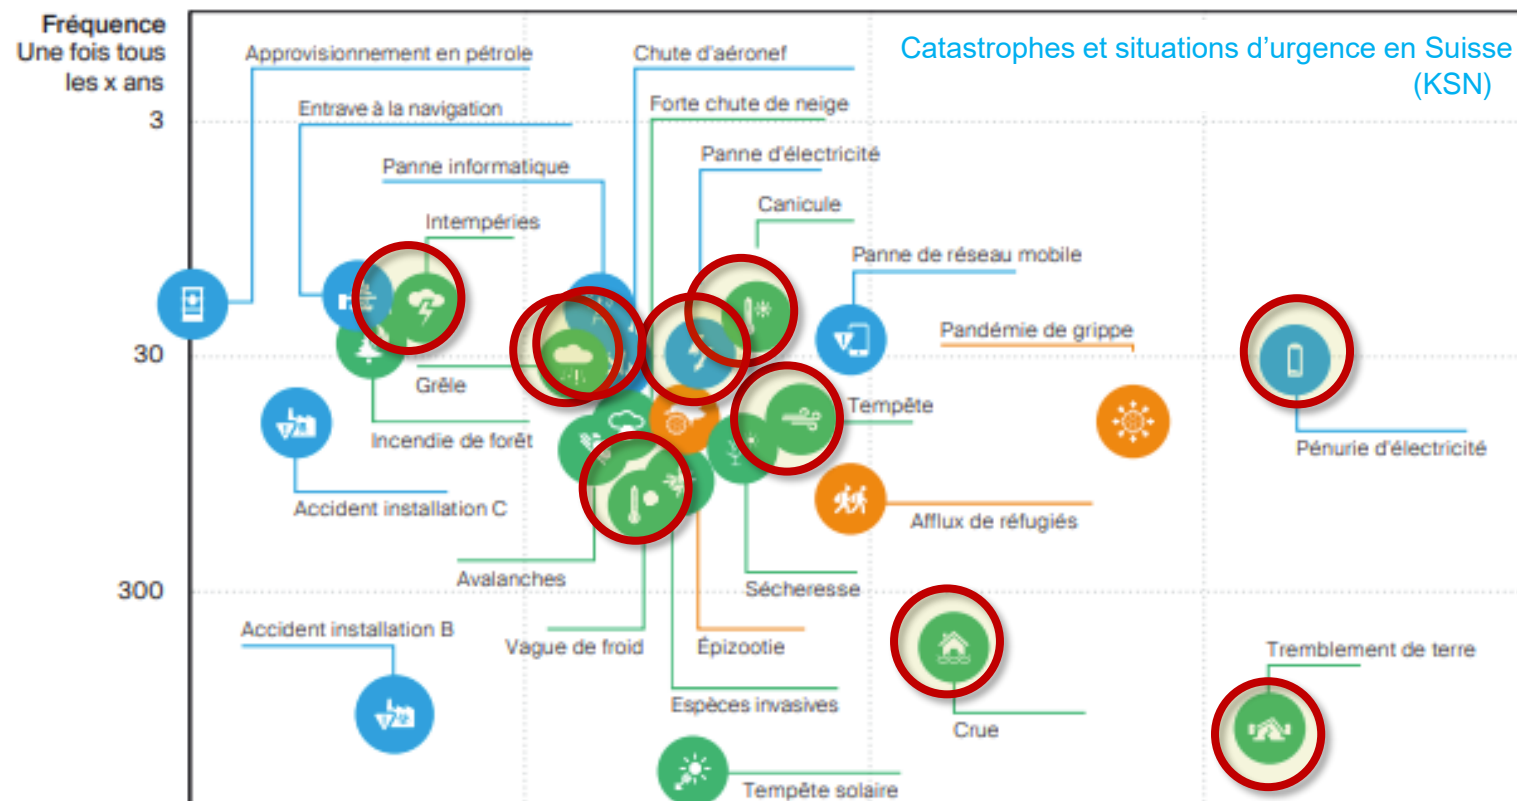 Fréquence
Une fois tous
les x ans
Catastrophes et situations d’urgence en Suisse
(KSN)
Approvisionnement en pétrole
Chute d'aéronef
Entrave à la navigation
Forte chute de neige
3
Panne informatique
Panne d'électricité
Intempéries
Canicule
Panne de réseau mobile
Pandémie de grippe
30
Grêle
Tempête
Incendie de forêt
Pénurie d'électricité
Accident installation C
Afflux de réfugiés
Avalanches
Sécheresse
300
Accident installation B
Vague de froid
Épizootie
Tremblement de terre
Espèces invasives
Crue
Tempête solaire